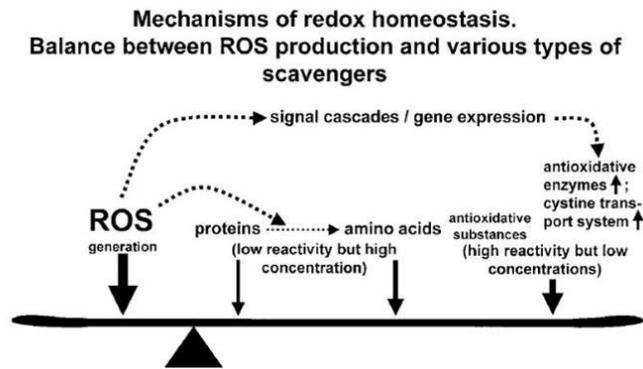 Mechanisms of redox homeostasis.
Balance between ROS production and various types of
scavengers
signal cascades / gene expression
antioxidative
enzymes ↑ ;
cystine trans-
port system ↑
ROS
generation
proteins
amino acids
(low reactivity but high
concentration)
antioxidative
substances
(high reactivity but low
concentrations)